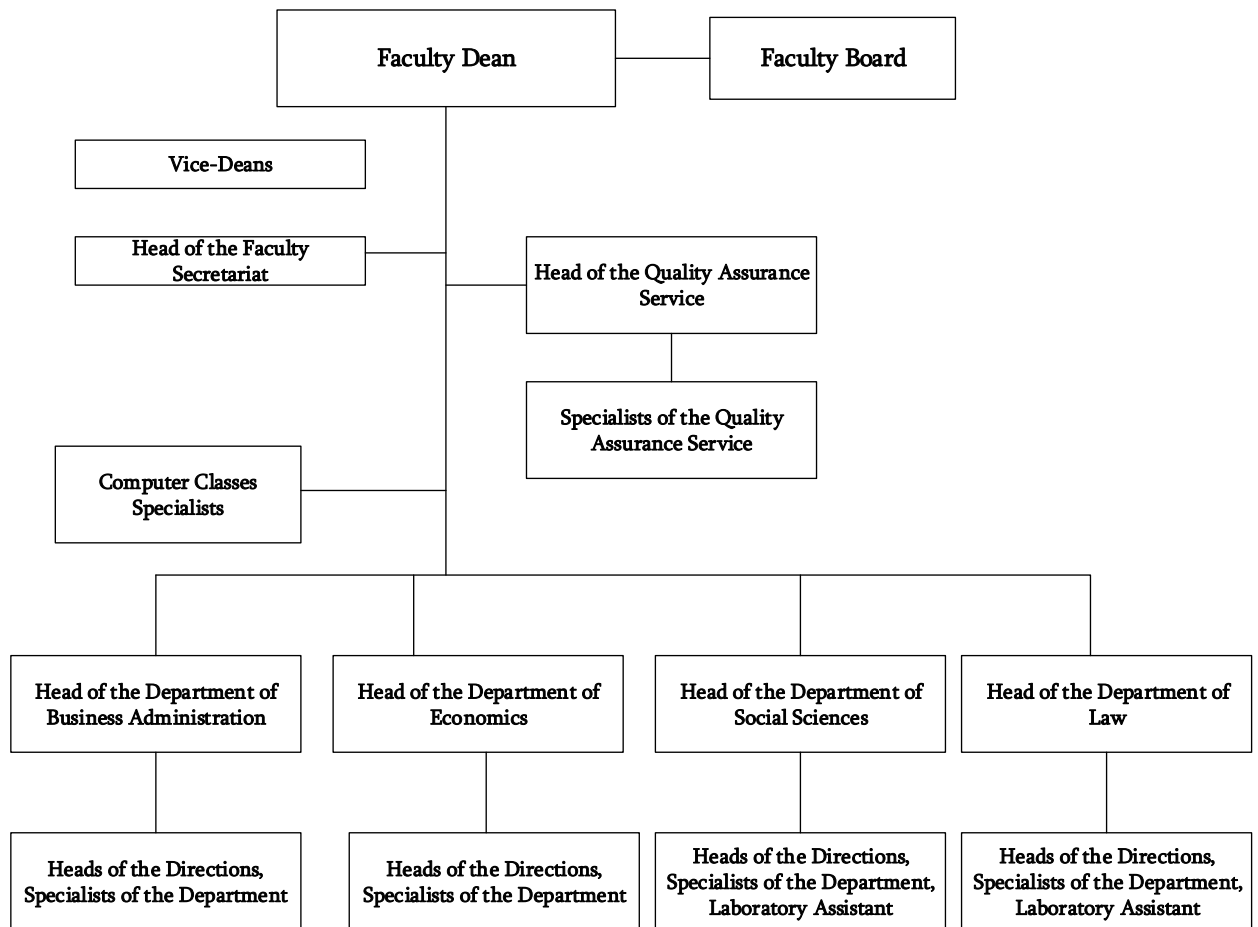 Faculty Dean
Faculty Board
Vice-Deans
Head of the Faculty
Secretariat
Head of the Quality Assurance
Service
Specialists of the Quality
Assurance Service
Computer Classes
Specialists
Head of the Department of
Business Administration
Head of the Department of
Economics
Head of the Department of
Social Sciences
Head of the Department of
Law
Heads of the Directions,
Specialists of the Department
Heads of the Directions,
Specialists of the Department
Heads of the Directions,
Specialists of the Department,
Laboratory Assistant
Heads of the Directions,
Specialists of the Department,
Laboratory Assistant